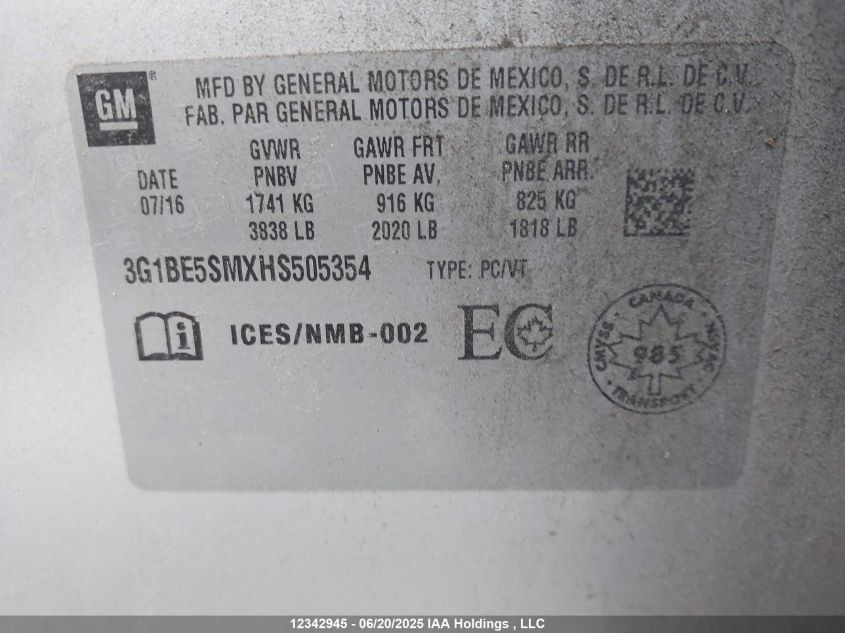 GM ®
MFD BY GENERAL MOTORS DE MEXICO, S. DE R.L. DE C.V.
FAB. PAR GENERAL MOTORS DE MEXICO, S. DE R.L. DE C.V.
GVWR GAWR FRT GAWR RR
DATE PNBV PNBE AV. PNBE ARR.
07/16 1741 KG 916 KG 825 KG
3838 LB 2020 LB 1818 LB
3G1BE5SMXHS505354 TYPE: PC/VT
i ICES/NMB-002 EC
CANADA
CMVSS 985 NSVAC
TRANSPORT
12342945 - 06/20/2025 IAA Holdings , LLC